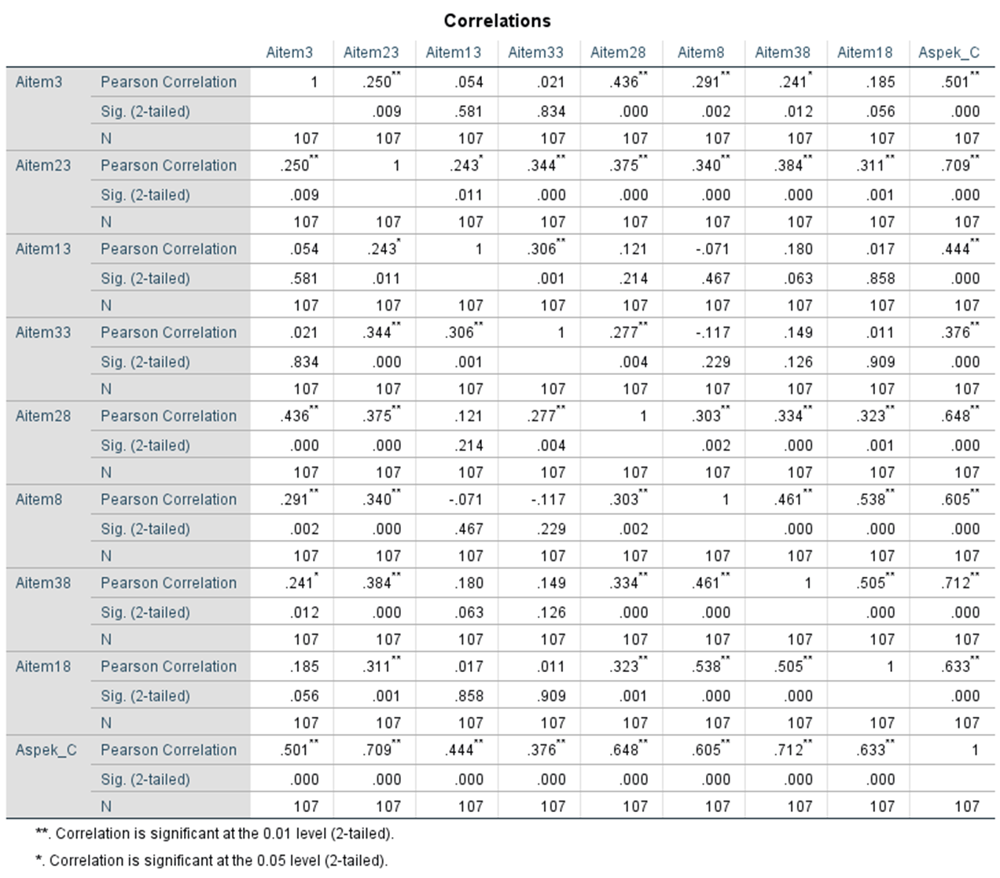 Correlations
Aitem3 Aitem23 Aitem13 Aitem33 Aitem28 Aitem8 Aitem38 Aitem18 Aspek_C
Aitem3 Pearson Correlation 1 .250** .054 .021 .436** .291** .241* .185 .501**
Sig. (2-tailed) .009 .581 .834 .000 .002 .012 .056 .000
N 107 107 107 107 107 107 107 107 107
Aitem23 Pearson Correlation .250** 1 .243* .344** .375** .340** .384** .311** .709**
Sig. (2-tailed) .009 .011 .000 .000 .000 .000 .001 .000
N 107 107 107 107 107 107 107 107 107
Aitem13 Pearson Correlation .054 .243* 1 .306** .121 -.071 .180 .017 .444**
Sig. (2-tailed) .581 .011 .001 .214 .467 .063 .858 .000
N 107 107 107 107 107 107 107 107 107
Aitem33 Pearson Correlation .021 .344** .306** 1 .277** -.117 .149 .011 .376**
Sig. (2-tailed) .834 .000 .001 .004 .229 .126 .909 .000
N 107 107 107 107 107 107 107 107 107
Aitem28 Pearson Correlation .436** .375** .121 .277** 1 .303** .334** .323** .648**
Sig. (2-tailed) .000 .000 .214 .004 .002 .000 .001 .000
N 107 107 107 107 107 107 107 107 107
Aitem8 Pearson Correlation .291** .340** -.071 -.117 .303** 1 .461** .538** .605**
Sig. (2-tailed) .002 .000 .467 .229 .002 .000 .000 .000
N 107 107 107 107 107 107 107 107 107
Aitem38 Pearson Correlation .241* .384** .180 .149 .334** .461** 1 .505** .712**
Sig. (2-tailed) .012 .000 .063 .126 .000 .000 .000 .000
N 107 107 107 107 107 107 107 107 107
Aitem18 Pearson Correlation .185 .311** .017 .011 .323** .538** .505** 1 .633**
Sig. (2-tailed) .056 .001 .858 .909 .001 .000 .000 .000
N 107 107 107 107 107 107 107 107 107
Aspek_C Pearson Correlation .501** .709** .444** .376** .648** .605** .712** .633** 1
Sig. (2-tailed) .000 .000 .000 .000 .000 .000 .000 .000
N 107 107 107 107 107 107 107 107 107
**. Correlation is significant at the 0.01 level (2-tailed).
*. Correlation is significant at the 0.05 level (2-tailed).